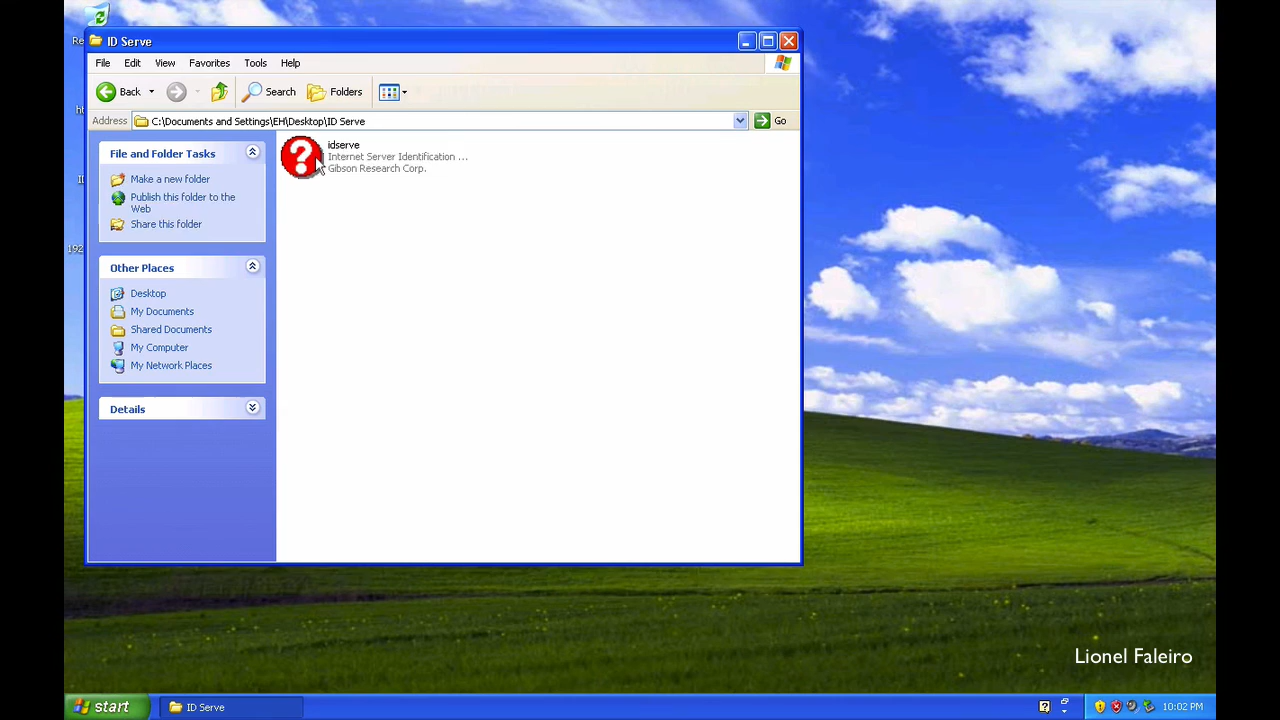 Re
ID Serve
File Edit View Favorites Tools Help
Back Search Folders
Address C:\Documents and Settings\EH\Desktop\ID Serve Go
ht
192
File and Folder Tasks
Make a new folder
Publish this folder to the
Web
Share this folder
Other Places
Desktop
My Documents
Shared Documents
My Computer
My Network Places
Details
idserve
Internet Server Identification ...
Gibson Research Corp.
Lionel Faleiro
start ID Serve 10:02 PM